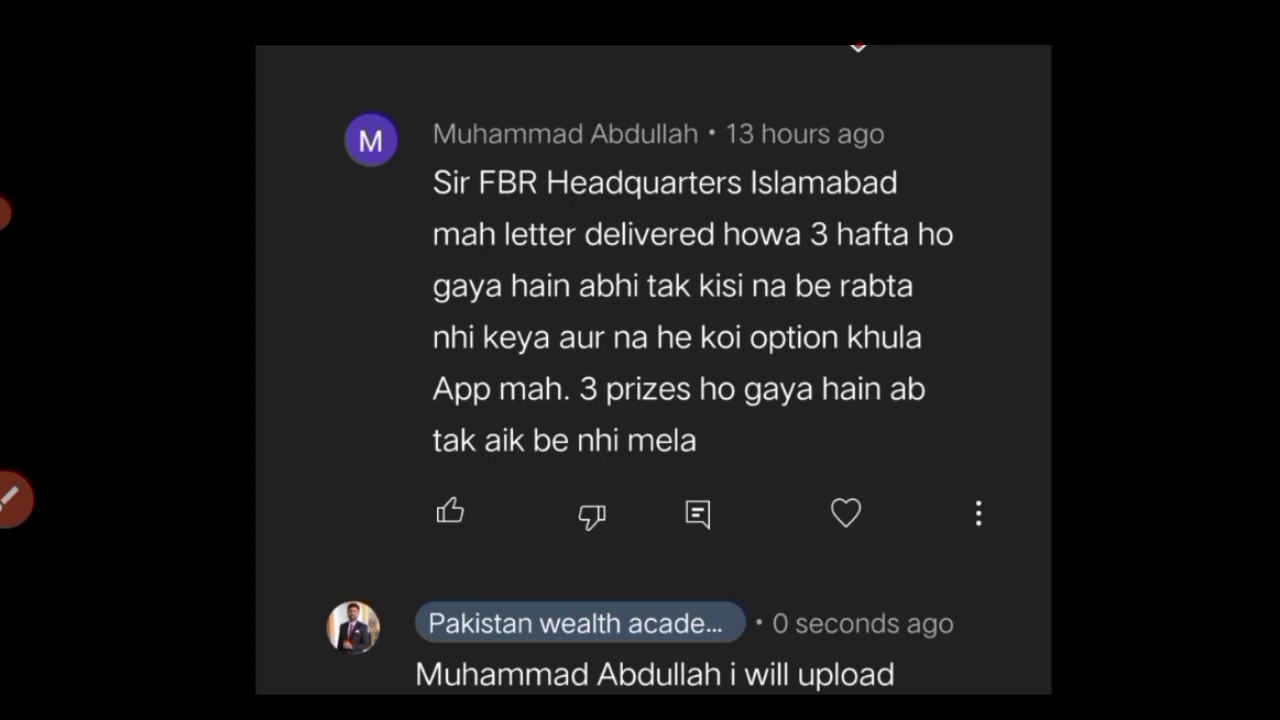 M
Muhammad Abdullah • 13 hours ago
Sir FBR Headquarters Islamabad
mah letter delivered howa 3 hafta ho
gaya hain abhi tak kisi na be rabta
nhi keya aur na he koi option khula
App mah. 3 prizes ho gaya hain ab
tak aik be nhi mela
Pakistan wealth acade... • 0 seconds ago
Muhammad Abdullah i will upload